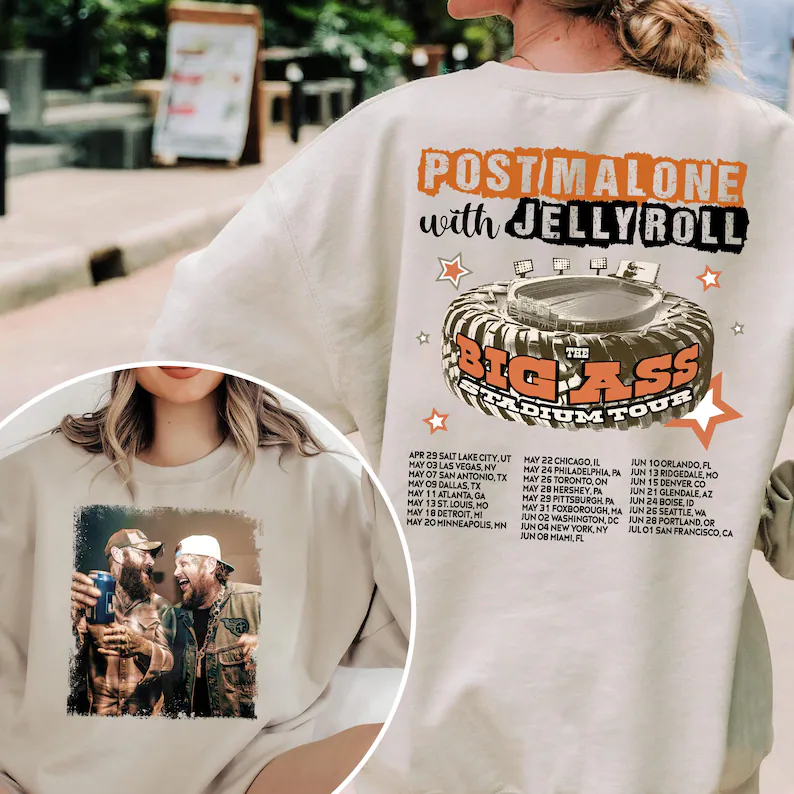 POST MALONE
with JELLY ROLL
THE
BIG ASS
STADIUM TOUR
APR 29 SALT LAKE CITY, UT
MAY 03 LAS VEGAS, NV
MAY 07 SAN ANTONIO, TX
MAY 09 DALLAS, TX
MAY 11 ATLANTA, GA
MAY 13 ST. LOUIS, MO
MAY 18 DETROIT, MI
MAY 20 MINNEAPOLIS, MN
MAY 22 CHICAGO, IL
MAY 24 PHILADELPHIA, PA
MAY 26 TORONTO, ON
MAY 28 HERSHEY, PA
MAY 29 PITTSBURGH, PA
MAY 31 FOXBOROUGH, MA
JUN 02 WASHINGTON, DC
JUN 04 NEW YORK, NY
JUN 08 MIAMI, FL
JUN 10 ORLANDO, FL
JUN 13 RIDGEDALE, MO
JUN 15 DENVER, CO
JUN 21 GLENDALE, AZ
JUN 24 BOISE, ID
JUN 26 SEATTLE, WA
JUN 28 PORTLAND, OR
JUL 01 SAN FRANCISCO, CA